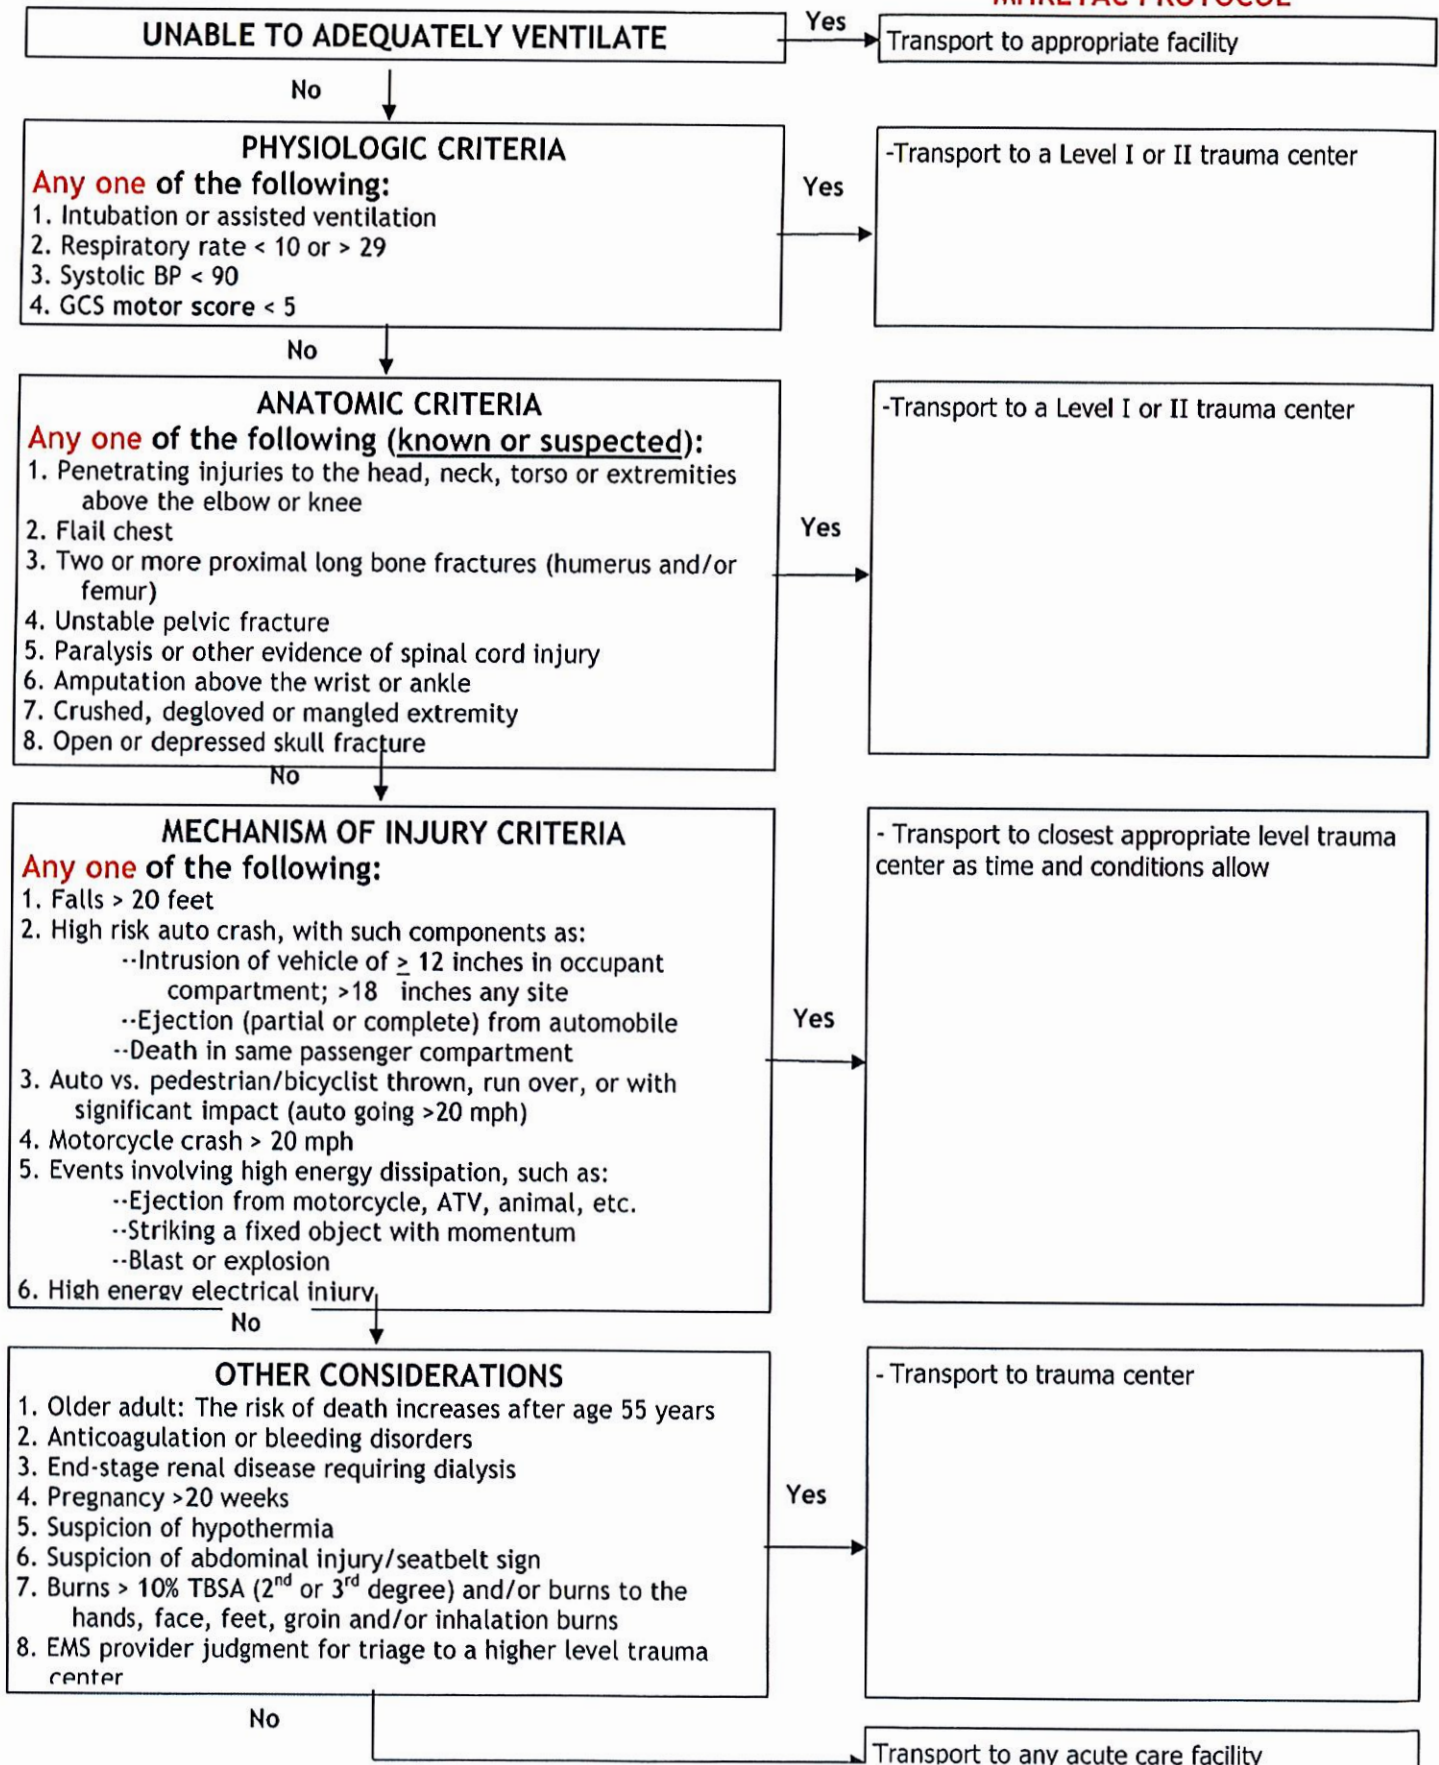 MHRETAC PROTOCOL
UNABLE TO ADEQUATELY VENTILATE
Yes
Transport to appropriate facility
No
PHYSIOLOGIC CRITERIA
Any one of the following:
1. Intubation or assisted ventilation
2. Respiratory rate < 10 or > 29
3. Systolic BP < 90
4. GCS motor score < 5
Yes
-Transport to a Level I or II trauma center
No
ANATOMIC CRITERIA
Any one of the following (known or suspected):
1. Penetrating injuries to the head, neck, torso or extremities
above the elbow or knee
2. Flail chest
3. Two or more proximal long bone fractures (humerus and/or
femur)
4. Unstable pelvic fracture
5. Paralysis or other evidence of spinal cord injury
6. Amputation above the wrist or ankle
7. Crushed, degloved or mangled extremity
8. Open or depressed skull fracture
Yes
-Transport to a Level I or II trauma center
No
MECHANISM OF INJURY CRITERIA
Any one of the following:
1. Falls > 20 feet
2. High risk auto crash, with such components as:
--Intrusion of vehicle of ≥ 12 inches in occupant
compartment; >18 inches any site
--Ejection (partial or complete) from automobile
--Death in same passenger compartment
3. Auto vs. pedestrian/bicyclist thrown, run over, or with
significant impact (auto going >20 mph)
4. Motorcycle crash > 20 mph
5. Events involving high energy dissipation, such as:
--Ejection from motorcycle, ATV, animal, etc.
--Striking a fixed object with momentum
--Blast or explosion
6. High energy electrical injury
Yes
- Transport to closest appropriate level trauma
center as time and conditions allow
No
OTHER CONSIDERATIONS
1. Older adult: The risk of death increases after age 55 years
2. Anticoagulation or bleeding disorders
3. End-stage renal disease requiring dialysis
4. Pregnancy >20 weeks
5. Suspicion of hypothermia
6. Suspicion of abdominal injury/seatbelt sign
7. Burns > 10% TBSA (2nd or 3rd degree) and/or burns to the
hands, face, feet, groin and/or inhalation burns
8. EMS provider judgment for triage to a higher level trauma
center
Yes
- Transport to trauma center
No
Transport to any acute care facility